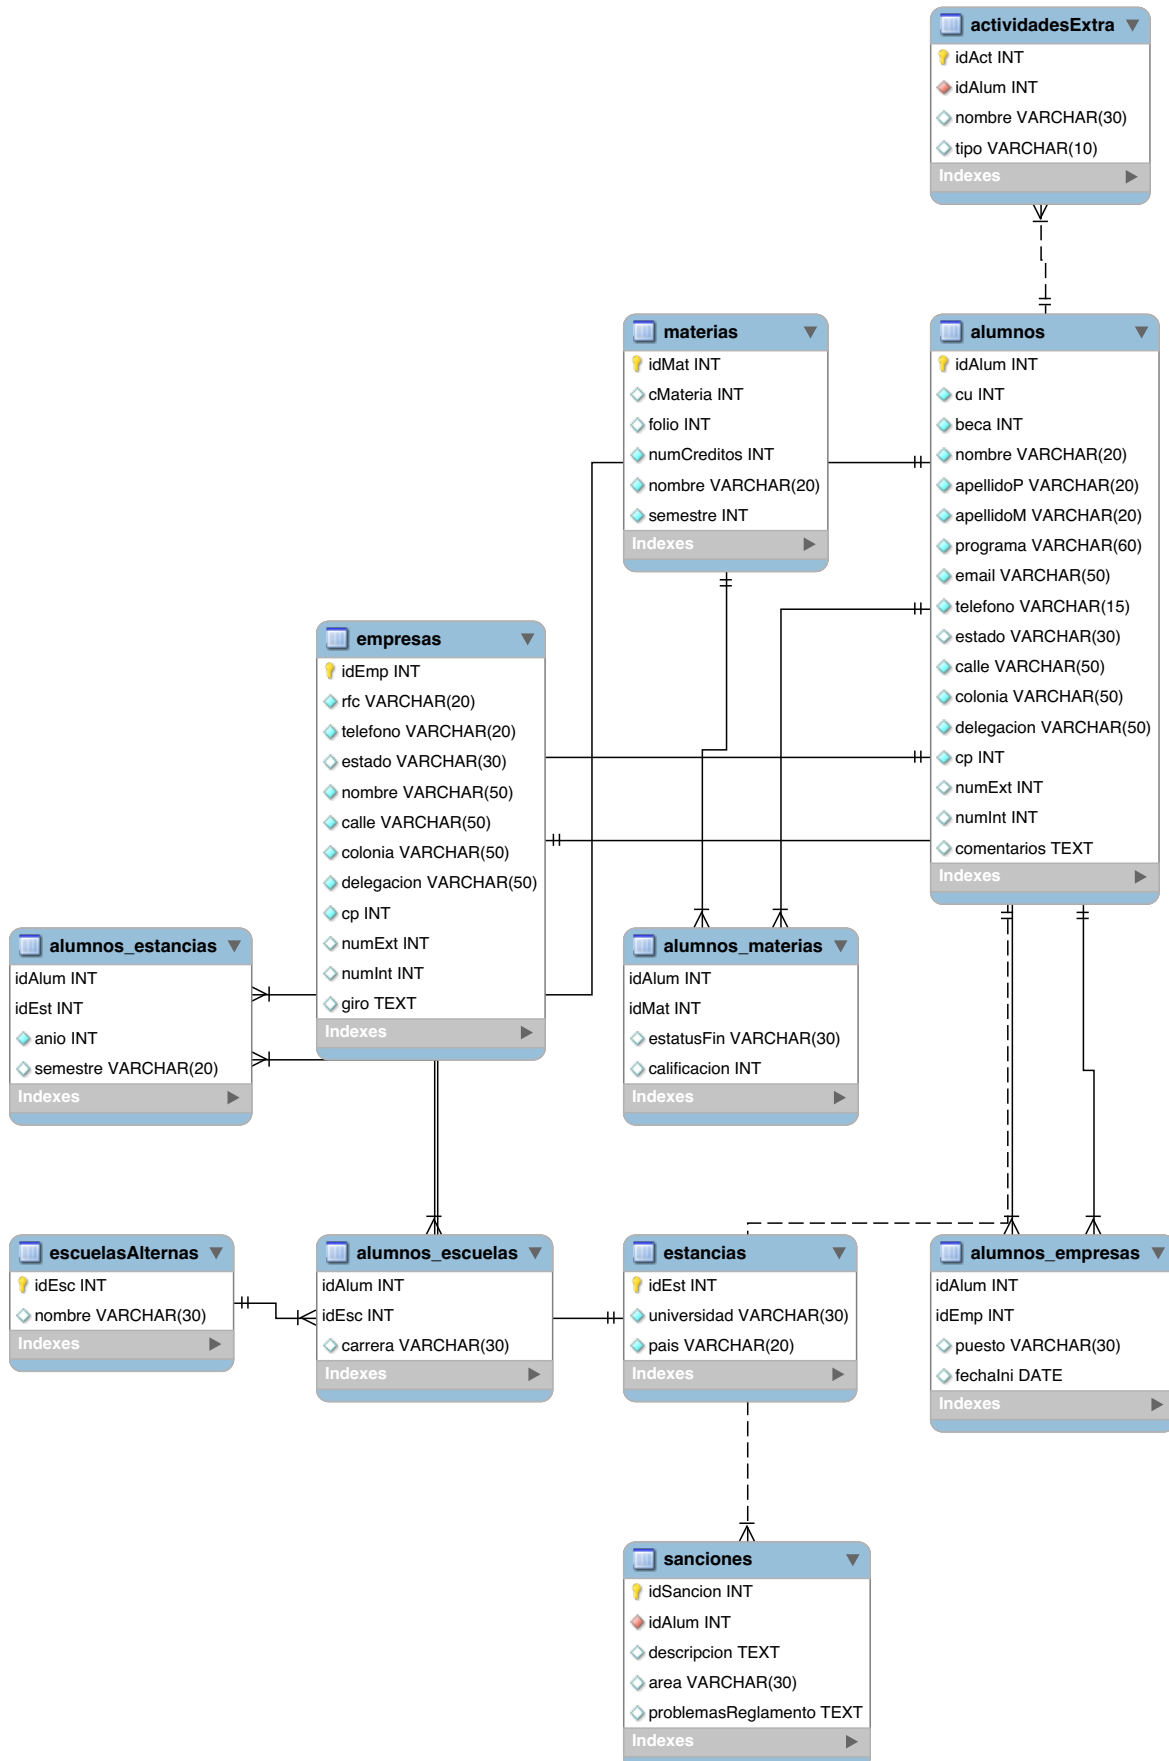 actividadesExtra
idAct INT
idAlum INT
nombre VARCHAR(30)
tipo VARCHAR(10)
Indexes
materias
idMat INT
cMateria INT
folio INT
numCreditos INT
nombre VARCHAR(20)
semestre INT
Indexes
alumnos
idAlum INT
cu INT
beca INT
nombre VARCHAR(20)
apellidoP VARCHAR(20)
apellidoM VARCHAR(20)
programa VARCHAR(60)
email VARCHAR(50)
telefono VARCHAR(15)
estado VARCHAR(30)
calle VARCHAR(50)
colonia VARCHAR(50)
delegacion VARCHAR(50)
cp INT
numExt INT
numInt INT
comentarios TEXT
Indexes
empresas
idEmp INT
rfc VARCHAR(20)
telefono VARCHAR(20)
estado VARCHAR(30)
nombre VARCHAR(50)
calle VARCHAR(50)
colonia VARCHAR(50)
delegacion VARCHAR(50)
cp INT
numExt INT
numInt INT
giro TEXT
Indexes
alumnos_estancias
idAlum INT
idEst INT
anio INT
semestre VARCHAR(20)
Indexes
alumnos_materias
idAlum INT
idMat INT
estatusFin VARCHAR(30)
calificacion INT
Indexes
escuelasAlternas
idEsc INT
nombre VARCHAR(30)
Indexes
alumnos_escuelas
idAlum INT
idEsc INT
carrera VARCHAR(30)
Indexes
estancias
idEst INT
universidad VARCHAR(30)
pais VARCHAR(20)
Indexes
alumnos_empresas
idAlum INT
idEmp INT
puesto VARCHAR(30)
fechaIni DATE
Indexes
sanciones
idSancion INT
idAlum INT
descripcion TEXT
area VARCHAR(30)
problemasReglamento TEXT
Indexes